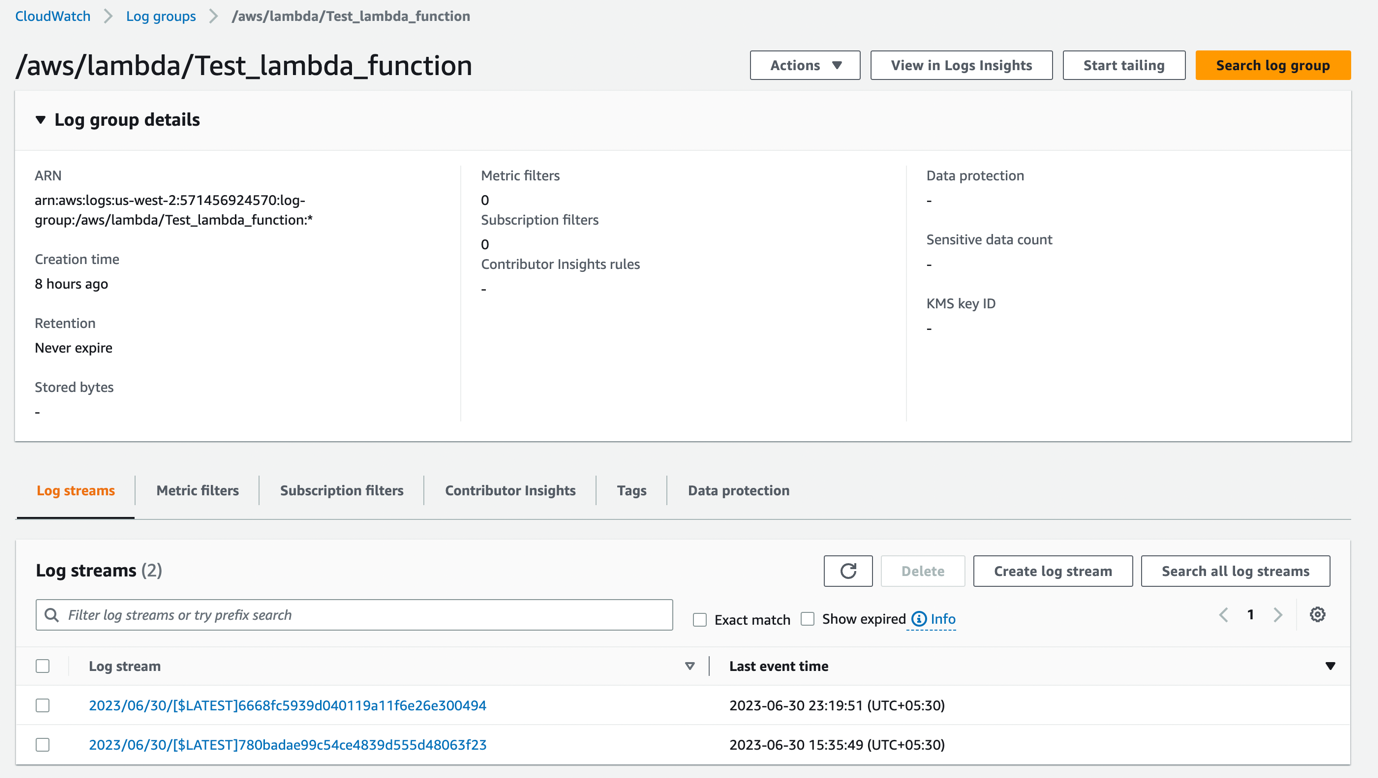 CloudWatch > Log groups > /aws/lambda/Test_lambda_function
/aws/lambda/Test_lambda_function
Actions ▼ View in Logs Insights Start tailing Search log group
▼ Log group details
ARN
arn:aws:logs:us-west-2:571456924570:log-
group:/aws/lambda/Test_lambda_function:*
Creation time
8 hours ago
Retention
Never expire
Stored bytes
-
Metric filters
0
Subscription filters
0
Contributor Insights rules
-
Data protection
-
Sensitive data count
-
KMS key ID
-
Log streams Metric filters Subscription filters Contributor Insights Tags Data protection
Log streams (2)
Delete Create log stream Search all log streams
Filter log streams or try prefix search Exact match Show expired Info 1
Log stream Last event time
2023/06/30/[$LATEST]6668fc5939d040119a11f6e26e300494 2023-06-30 23:19:51 (UTC+05:30)
2023/06/30/[$LATEST]780badae99c54ce4839d555d48063f23 2023-06-30 15:35:49 (UTC+05:30)